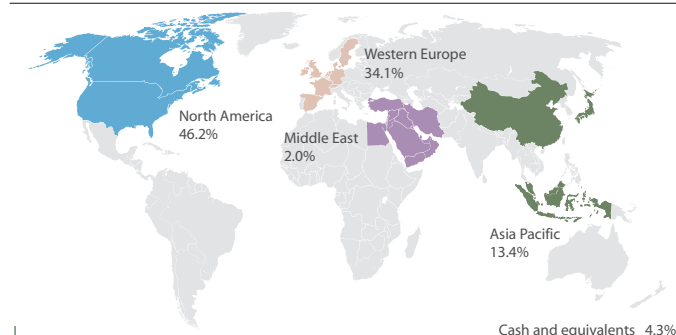 Western Europe
34.1%
North America
46.2%
Middle East
2.0%
Asia Pacific
13.4%
Cash and equivalents 4.3%